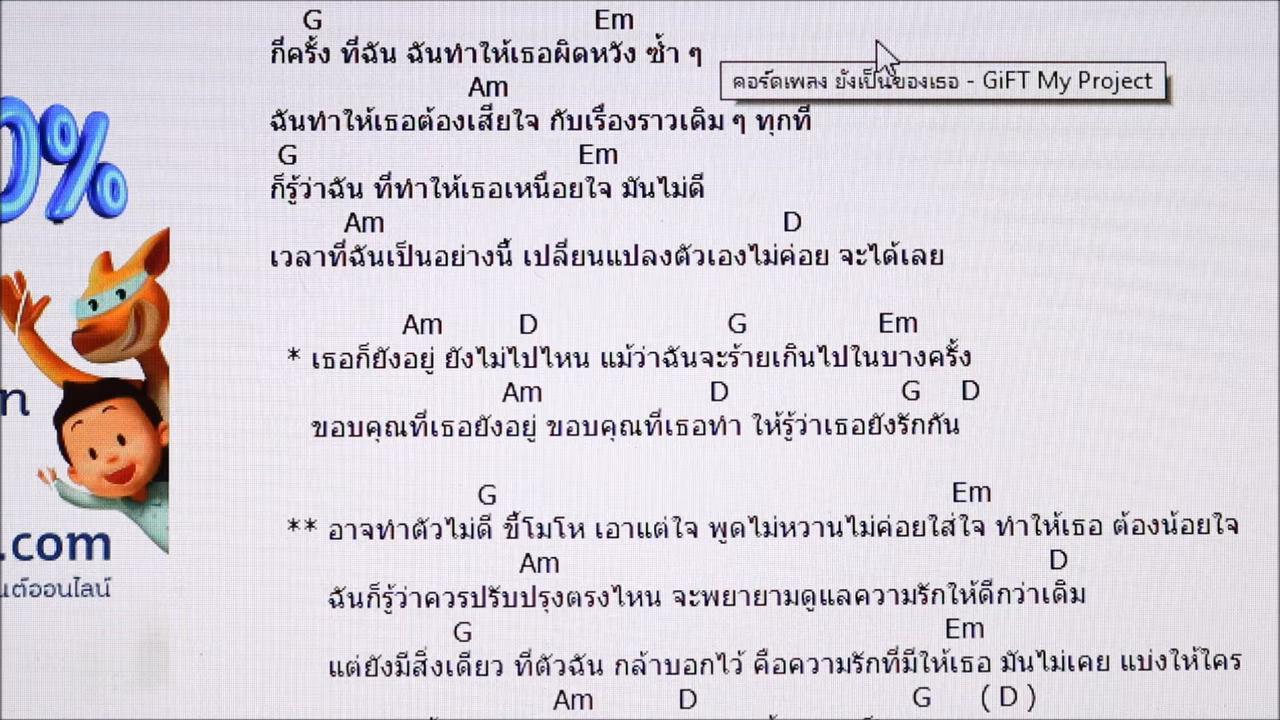 G Em
กี่ครั้ง ที่ฉัน ฉันทำให้เธอผิดหวัง ซ้ำ ๆ
คอร์ดเพลง ยังเป็นของเธอ - GiFT My Project
Am
ฉันทำให้เธอต้องเสียใจ กับเรื่องราวเดิม ๆ ทุกที
G Em
ก็รู้ว่าฉัน ที่ทำให้เธอเหนื่อยใจ มันไม่ดี
Am D
เวลาที่ฉันเป็นอย่างนี้ เปลี่ยนแปลงตัวเองไม่ค่อย จะได้เลย
Am D G Em
* เธอก็ยังอยู่ ยังไม่ไปไหน แม้ว่าฉันจะร้ายเกินไปในบางครั้ง
Am D G D
ขอบคุณที่เธอยังอยู่ ขอบคุณที่เธอทำ ให้รู้ว่าเธอยังรักกัน
G Em
** อาจทำตัวไม่ดี ขี้โมโห เอาแต่ใจ พูดไม่หวานไม่ค่อยใส่ใจ ทำให้เธอ ต้องน้อยใจ
Am D
ฉันก็รู้ว่าควรปรับปรุงตรงไหน จะพยายามดูแลความรักให้ดีกว่าเดิม
G Em
แต่ยังมีสิ่งเดียว ที่ตัวฉัน กล้าบอกไว้ คือความรักที่มีให้เธอ มันไม่เคย แบ่งให้ใคร
Am D G ( D )
0%
n
.com
นต์ออนไลน์